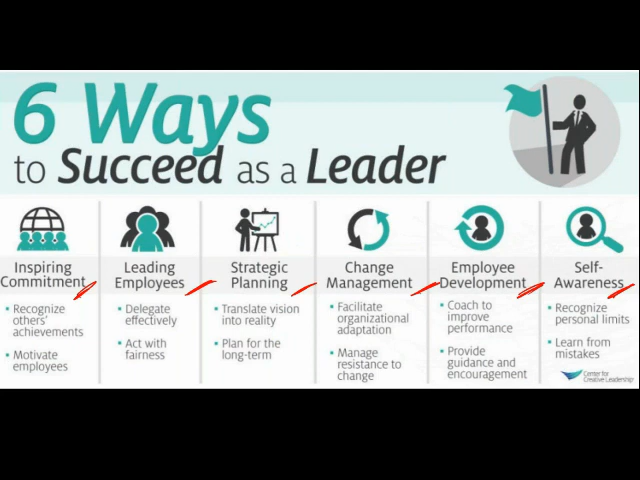 6 Ways
to Succeed as a Leader
Inspiring
Commitment
• Recognize
others'
achievements
• Motivate
employees
Leading
Employees
• Delegate
effectively
• Act with
fairness
Strategic
Planning
• Translate vision
into reality
• Plan for the
long-term
Change
Management
• Facilitate
organizational
adaptation
• Manage
resistance to
change
Employee
Development
• Coach to
improve
performance
• Provide
guidance and
encouragement
Self-
Awareness
• Recognize
personal limits
• Learn from
mistakes
Center for
Creative Leadership